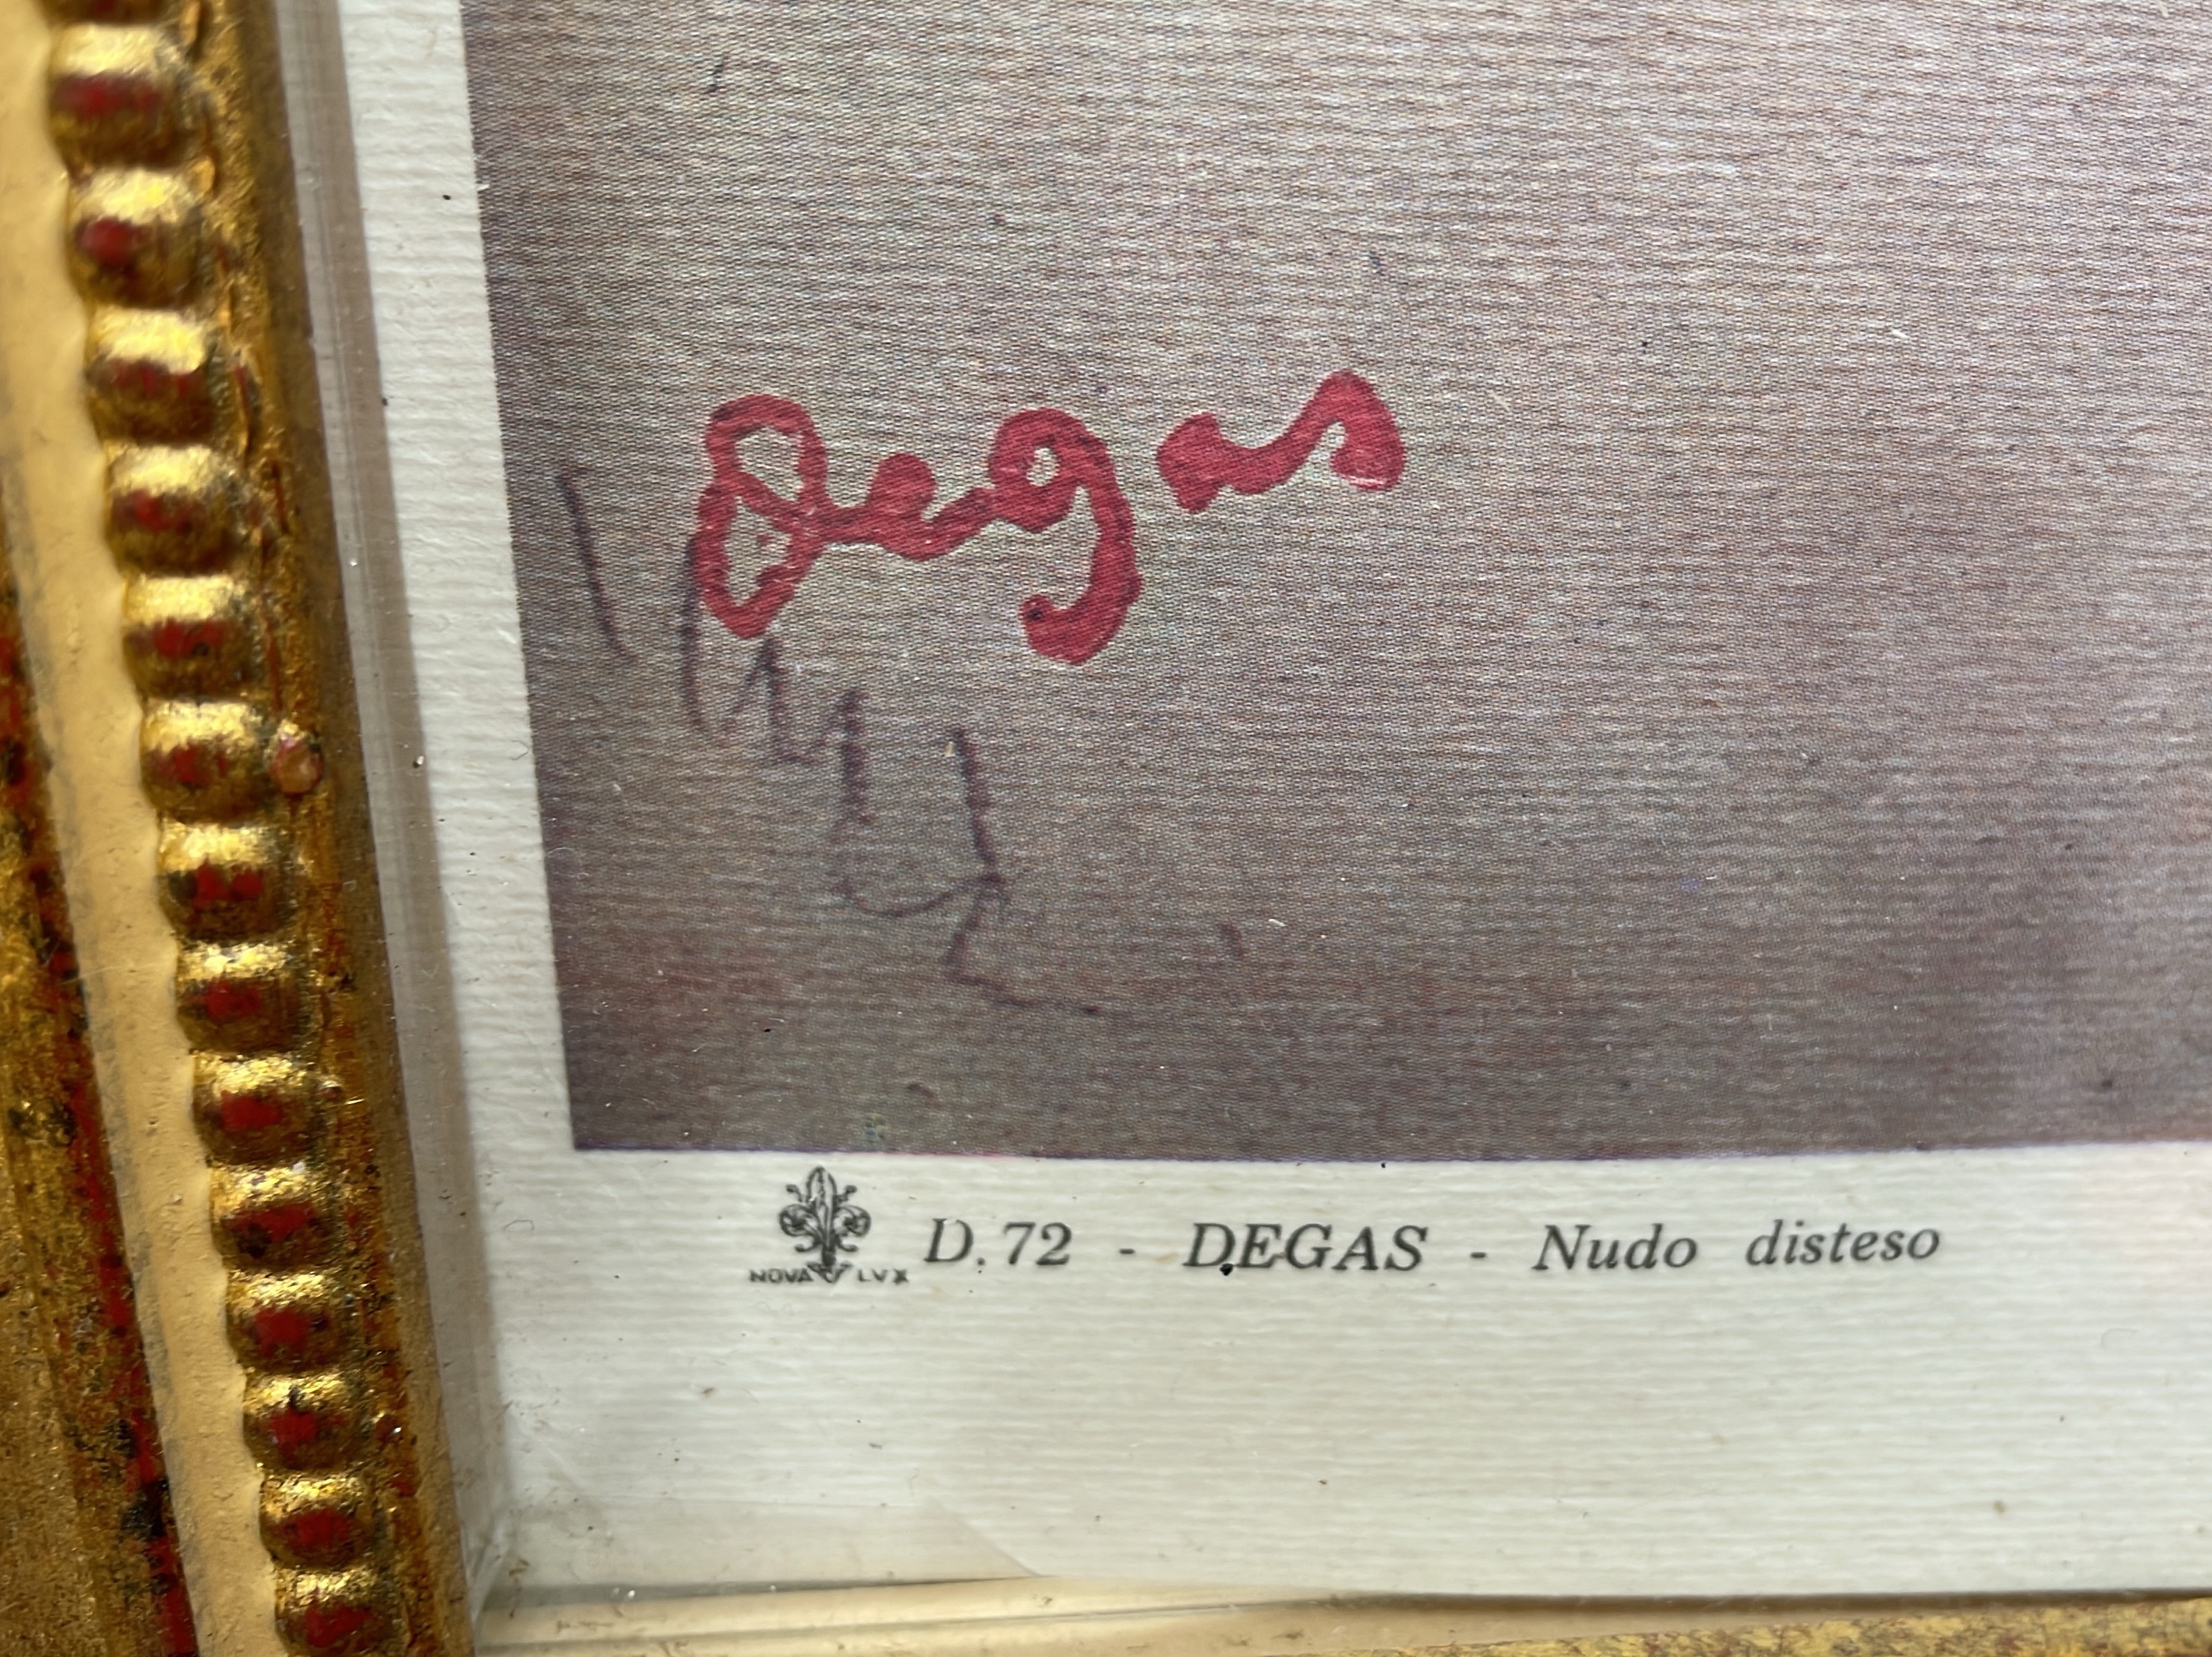 Degas
NOVA LVX
D. 72 - DEGAS - Nudo disteso